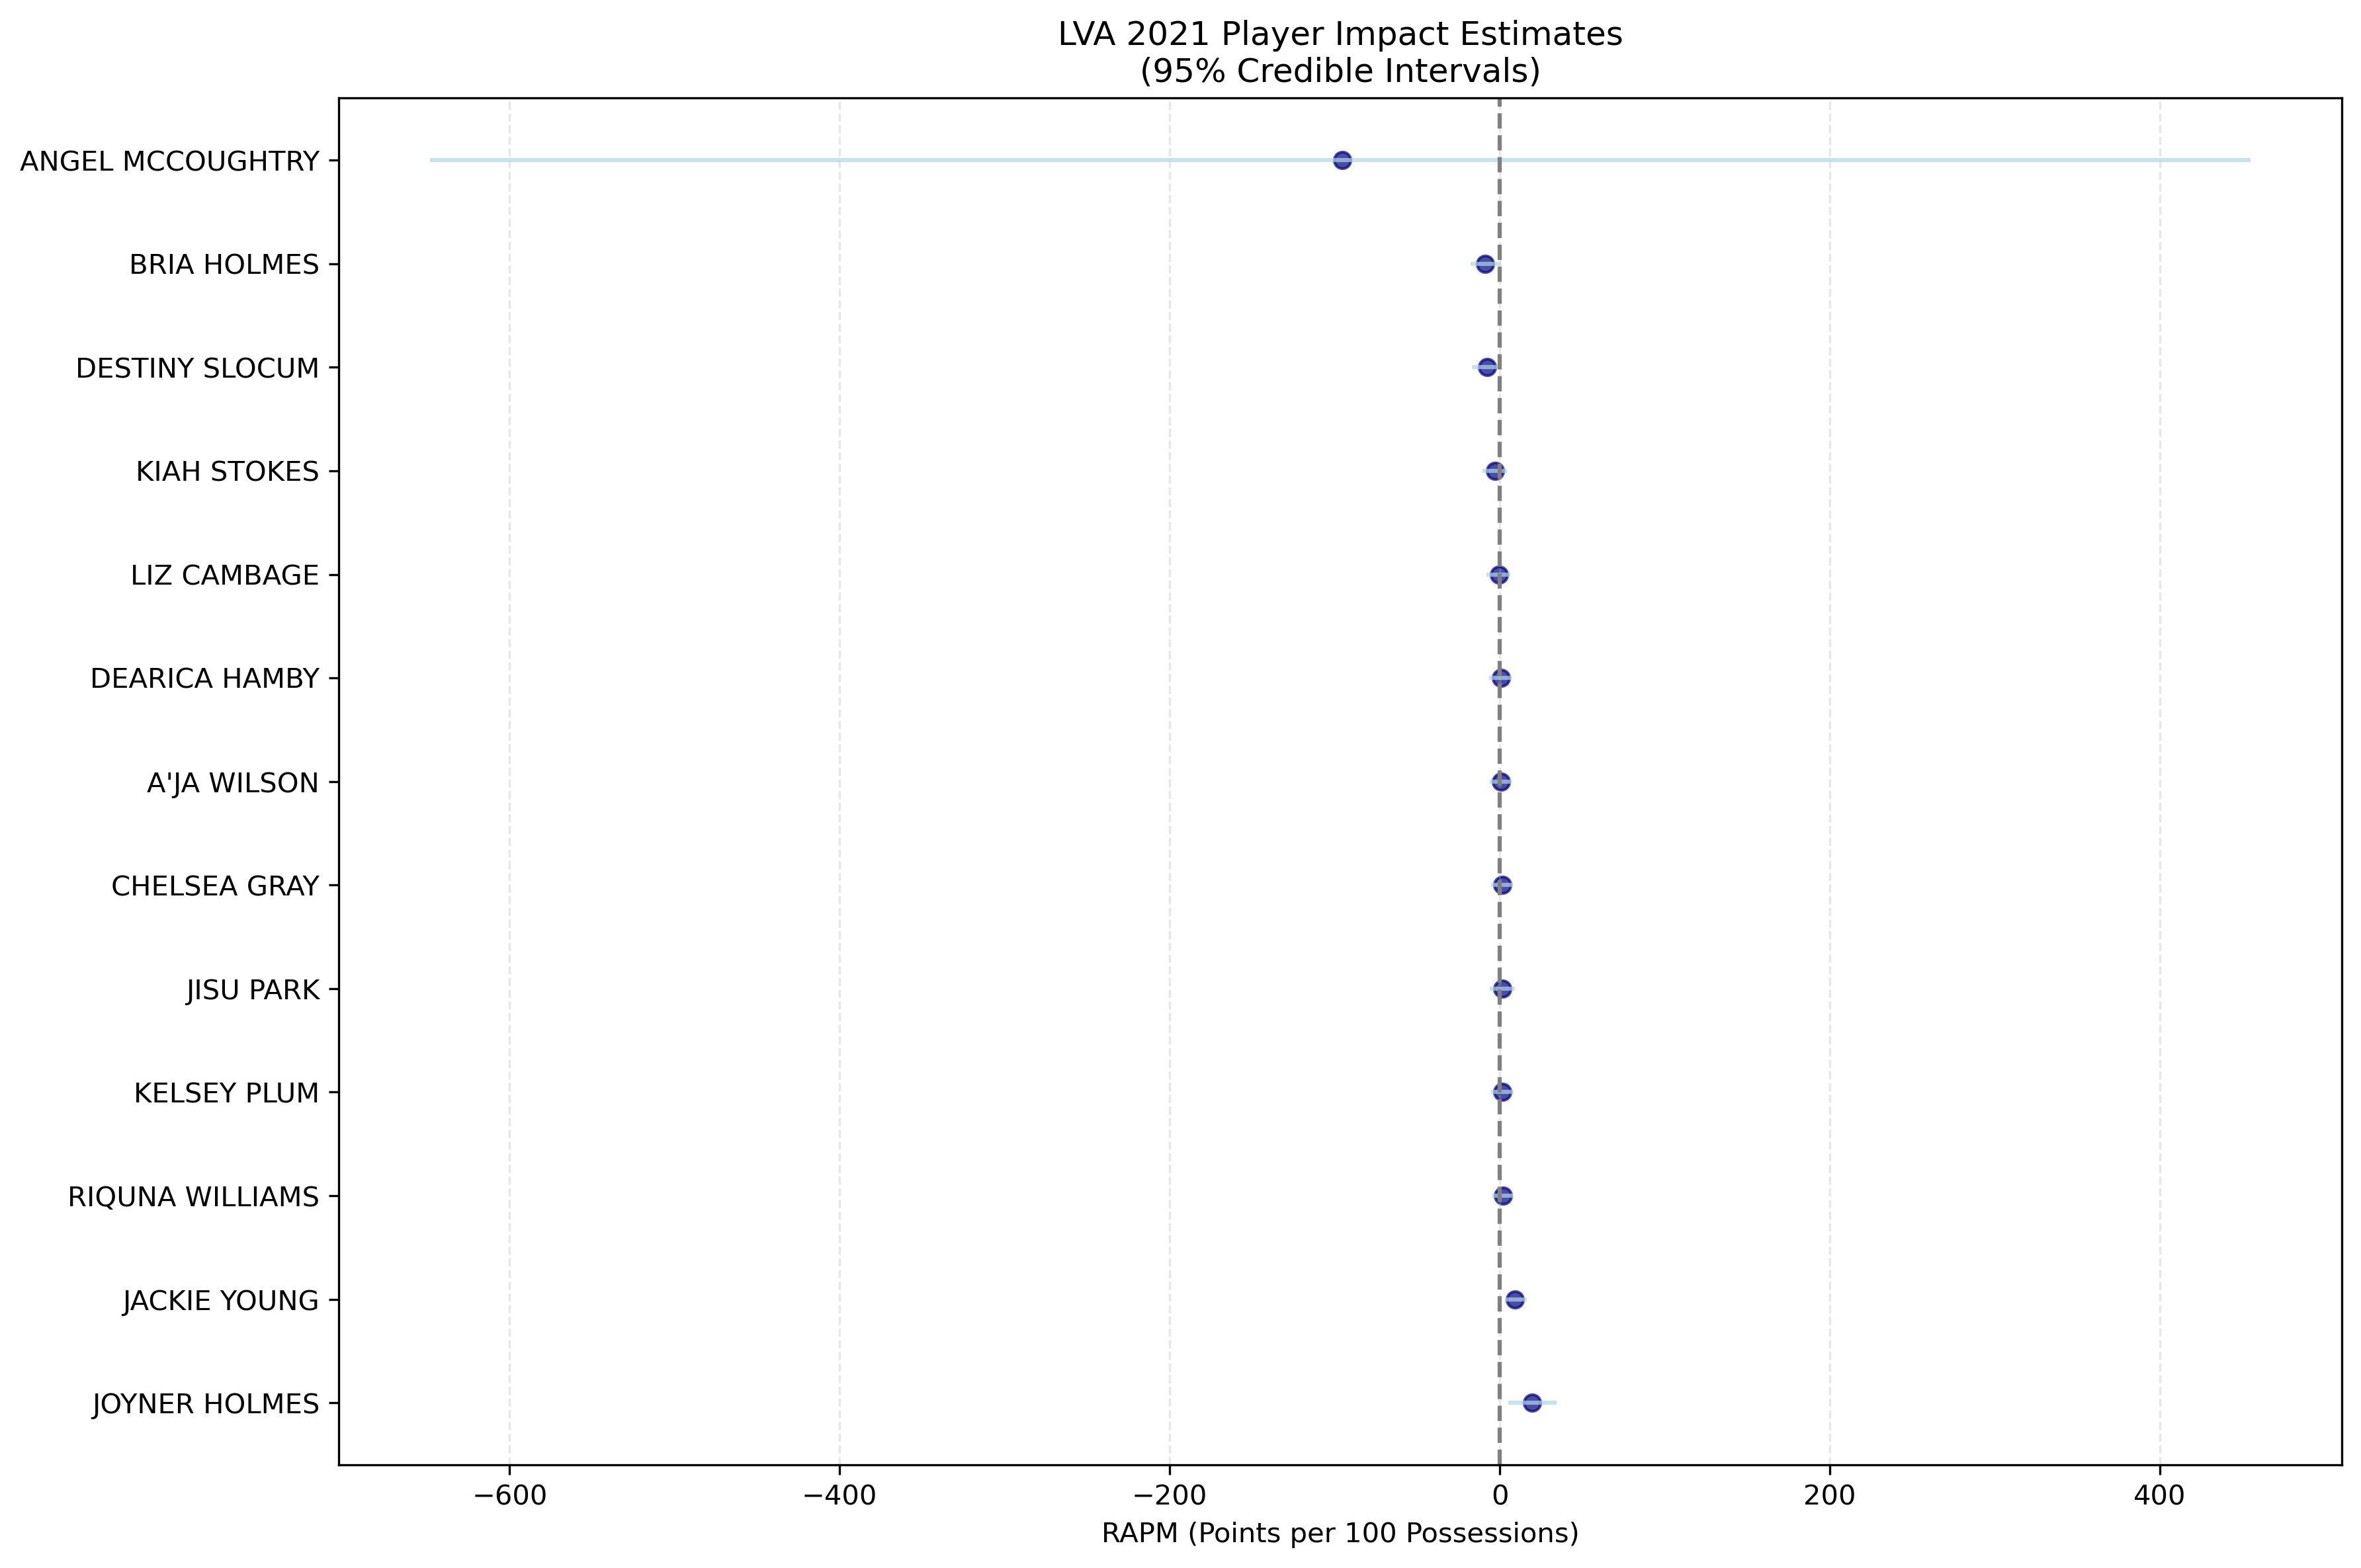 LVA 2021 Player Impact Estimates
(95% Credible Intervals)
ANGEL MCCOUGHTRY
BRIA HOLMES
DESTINY SLOCUM
KIAH STOKES
LIZ CAMBAGE
DEARICA HAMBY
A'JA WILSON
CHELSEA GRAY
JISU PARK
KELSEY PLUM
RIQUNA WILLIAMS
JACKIE YOUNG
JOYNER HOLMES
−600 −400 −200 0 200 400
RAPM (Points per 100 Possessions)